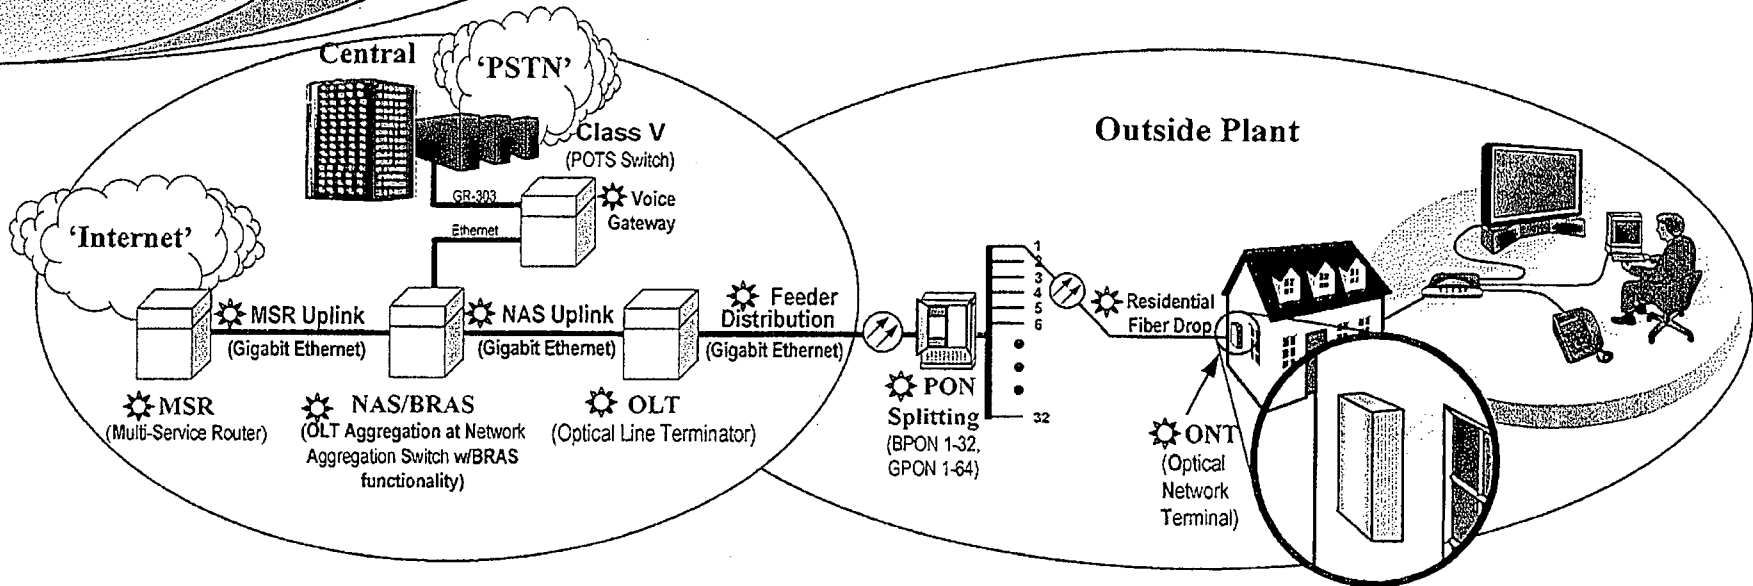 Central
'PSTN'
Class V
(POTS Switch)
GR-303
Voice
Gateway
Ethernet
'Internet'
MSR Uplink
(Gigabit Ethernet)
NAS Uplink
(Gigabit Ethernet)
Feeder
Distribution
(Gigabit Ethernet)
MSR
(Multi-Service Router)
NAS/BRAS
(OLT Aggregation at Network
Aggregation Switch w/BRAS
functionality)
OLT
(Optical Line Terminator)
Outside Plant
PON
Splitting
(BPON 1-32,
GPON 1-64)
1
2
3
4
5
6
32
Residential
Fiber Drop
ONT
(Optical
Network
Terminal)